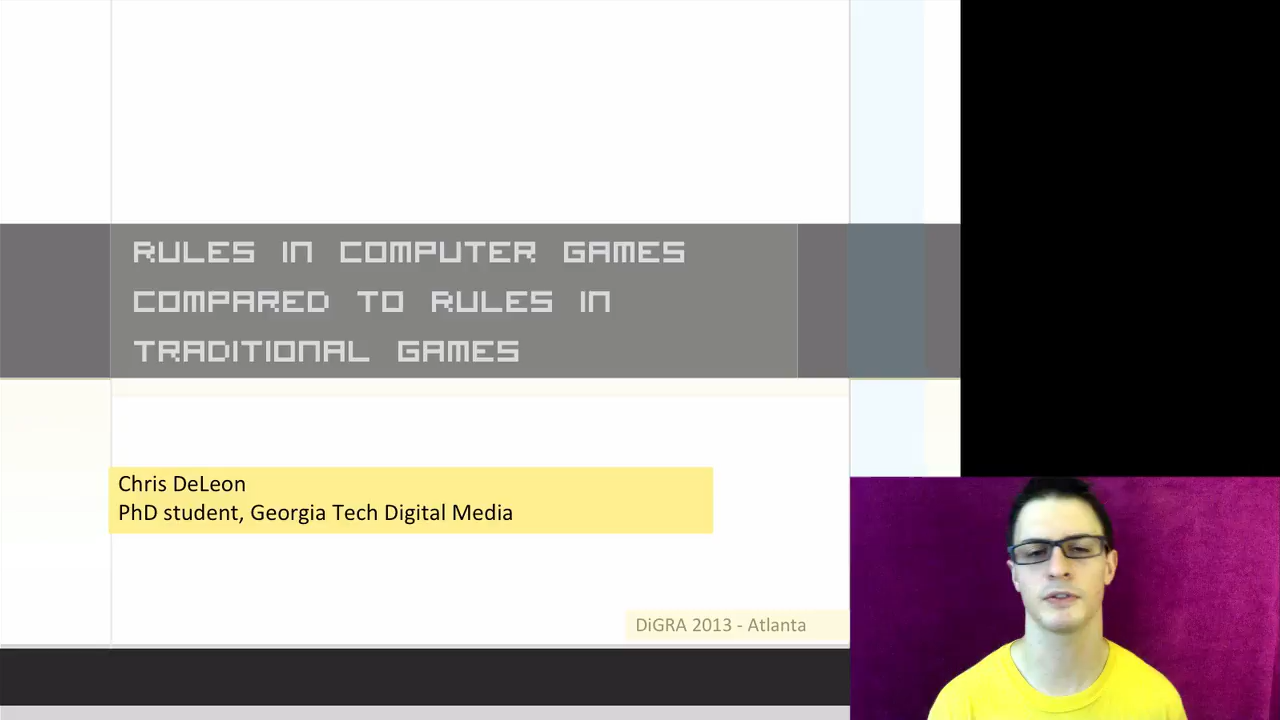 RULES IN COMPUTER GAMES
COMPARED TO RULES IN
TRADITIONAL GAMES
Chris DeLeon
PhD student, Georgia Tech Digital Media
DiGRA 2013 - Atlanta